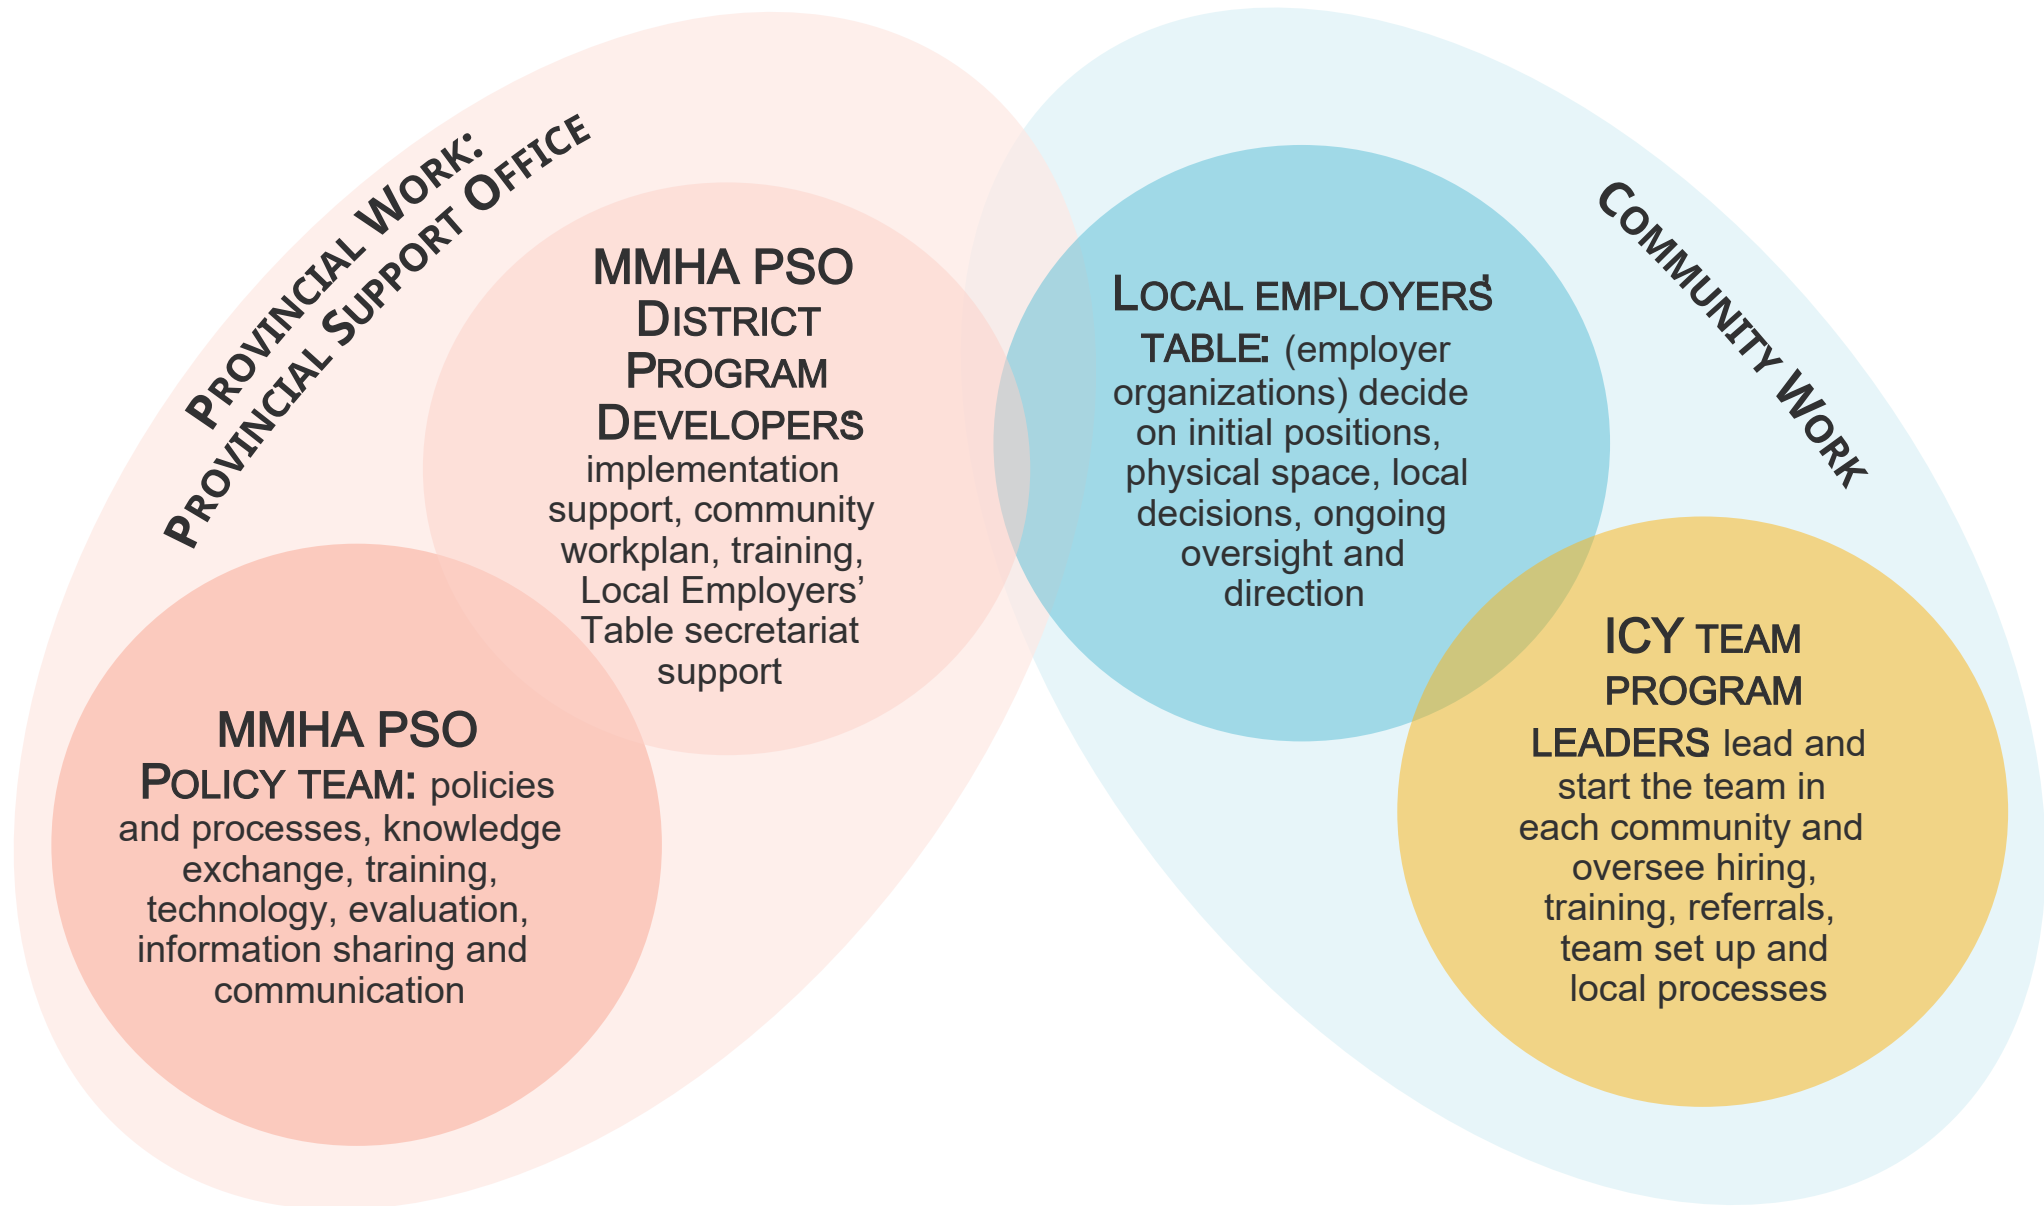 PROVINCIAL WORK:
PROVINCIAL SUPPORT OFFICE
MMHA PSO
DISTRICT
PROGRAM
DEVELOPERS:
implementation
support, community
workplan, training,
Local Employers’
Table secretariat
support
MMHA PSO
POLICY TEAM: policies
and processes, knowledge
exchange, training,
technology, evaluation,
information sharing and
communication
COMMUNITY WORK
LOCAL EMPLOYERS'
TABLE: (employer
organizations) decide
on initial positions,
physical space, local
decisions, ongoing
oversight and
direction
ICY TEAM
PROGRAM
LEADERS: lead and
start the team in
each community and
oversee hiring,
training, referrals,
team set up and
local processes